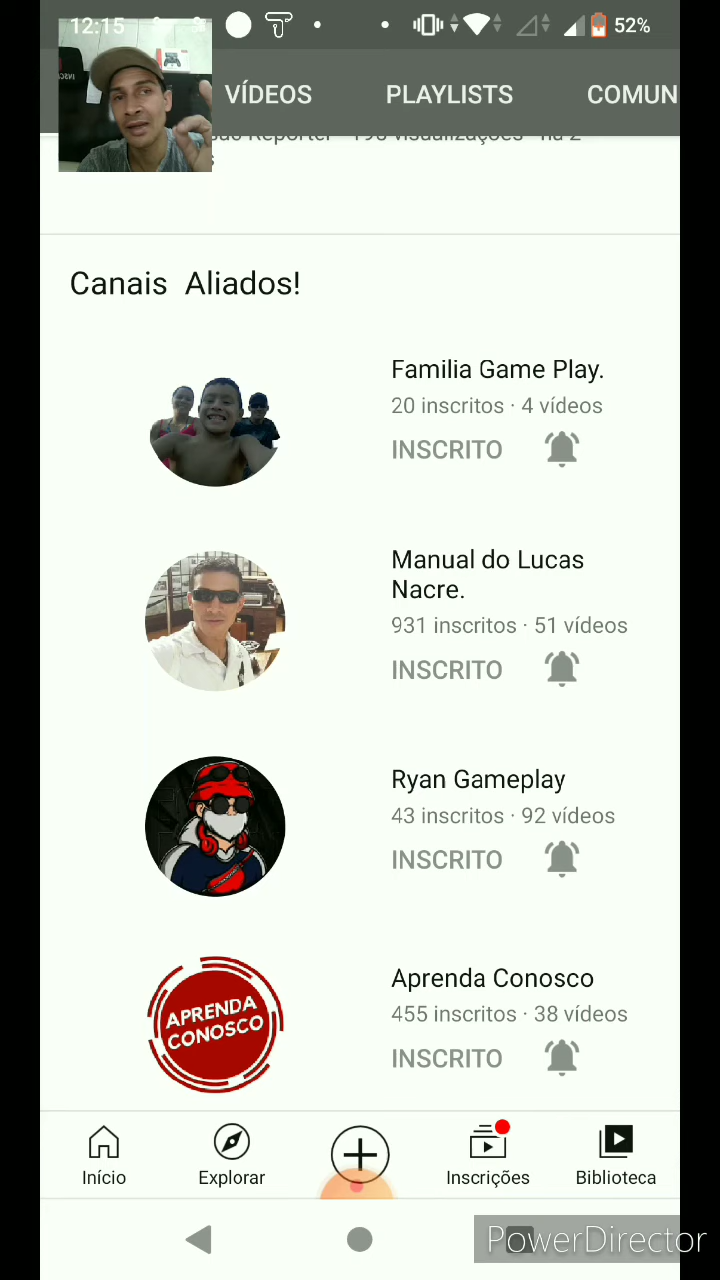 12:15
52%
VÍDEOS PLAYLISTS COMUN
198 visualizações
Canais Aliados!
Familia Game Play.
20 inscritos · 4 vídeos
INSCRITO
Manual do Lucas
Nacre.
931 inscritos · 51 vídeos
INSCRITO
Ryan Gameplay
43 inscritos · 92 vídeos
INSCRITO
APRENDA
CONOSCO
Aprenda Conosco
455 inscritos · 38 vídeos
INSCRITO
Início Explorar Inscrições Biblioteca
PowerDirector